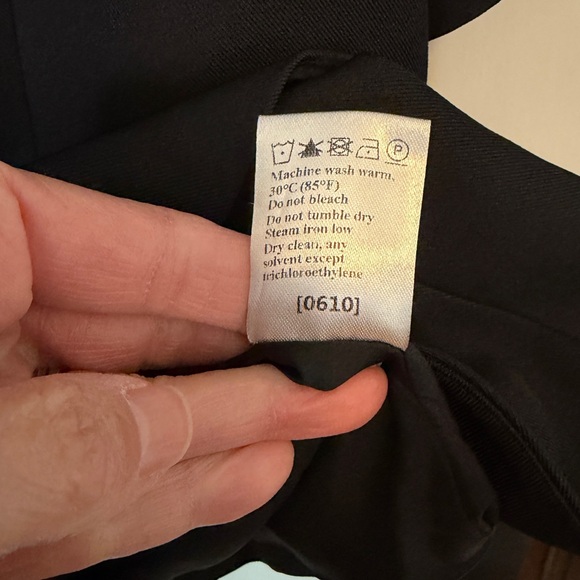 P
Machine wash warm,
30°C (85°F)
Do not bleach
Do not tumble dry
Steam iron low
Dry clean, any
solvent except
trichloroethylene
[0610]